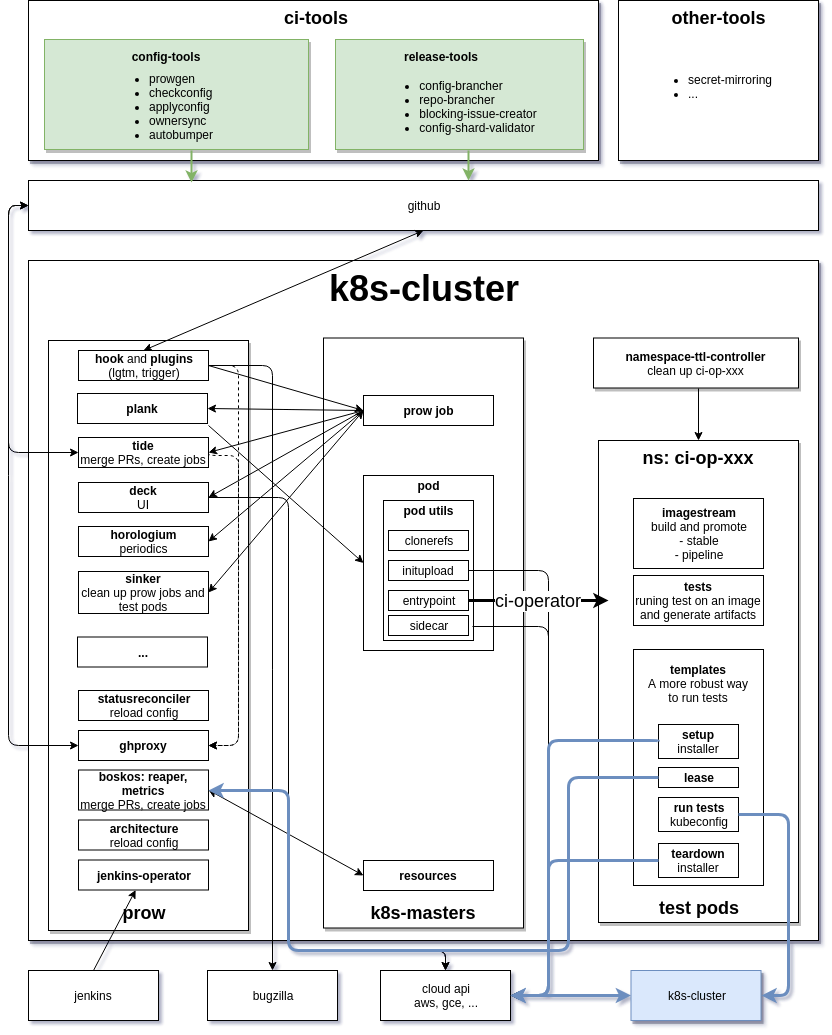 ci-tools
config-tools
prowgen
checkconfig
applyconfig
ownersync
autobumper
release-tools
config-brancher
repo-brancher
blocking-issue-creator
config-shard-validator
other-tools
secret-mirroring
...
github
k8s-cluster
hook and plugins
(lgtm, trigger)
plank
tide
merge PRs, create jobs
deck
UI
horologium
periodics
sinker
clean up prow jobs and
test pods
...
statusreconciler
reload config
ghproxy
boskos: reaper,
metrics
merge PRs, create jobs
architecture
reload config
jenkins-operator
prow
prow job
pod
pod utils
clonerefs
initupload
entrypoint
sidecar
ci-operator
resources
k8s-masters
namespace-ttl-controller
clean up ci-op-xxx
ns: ci-op-xxx
imagestream
build and promote
- stable
- pipeline
tests
runing test on an image
and generate artifacts
templates
A more robust way
to run tests
setup
installer
lease
run tests
kubeconfig
teardown
installer
test pods
jenkins
bugzilla
cloud api
aws, gce, ...
k8s-cluster